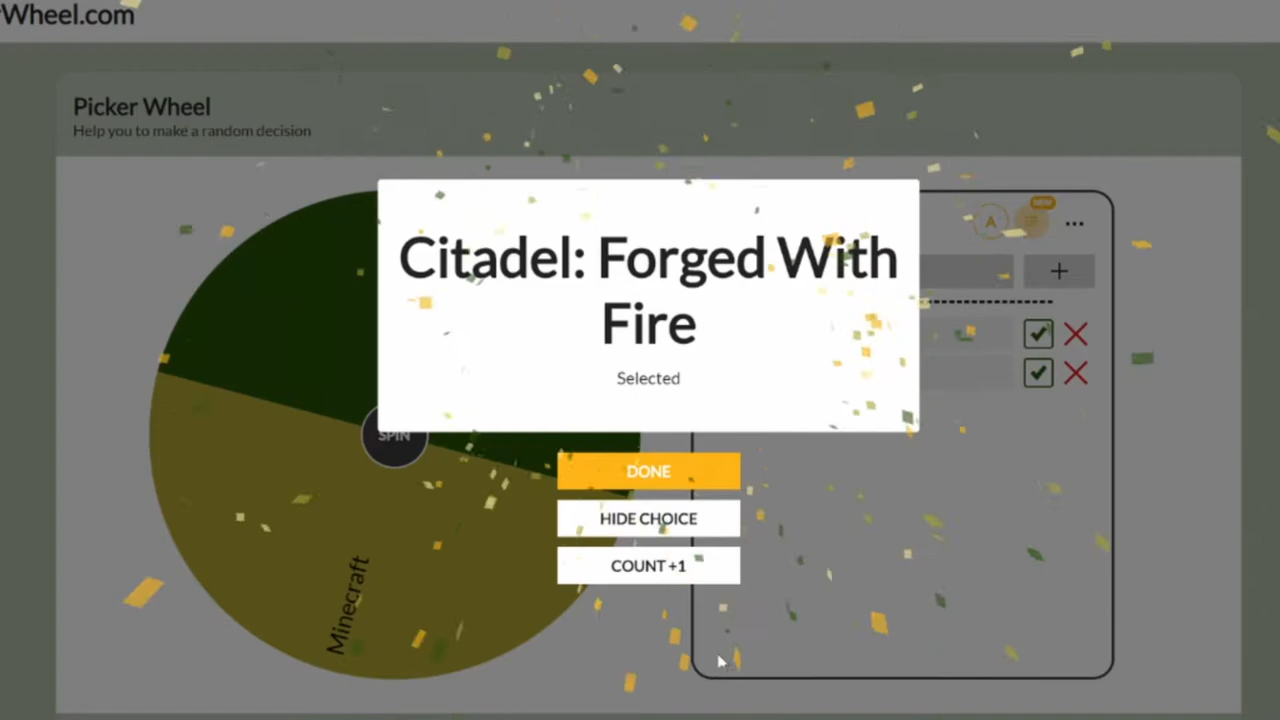 Wheel.com
Picker Wheel
Help you to make a random decision
NEW
A
Citadel: Forged With
Fire
Selected
SPIN
DONE
HIDE CHOICE
COUNT +1
Minecraft